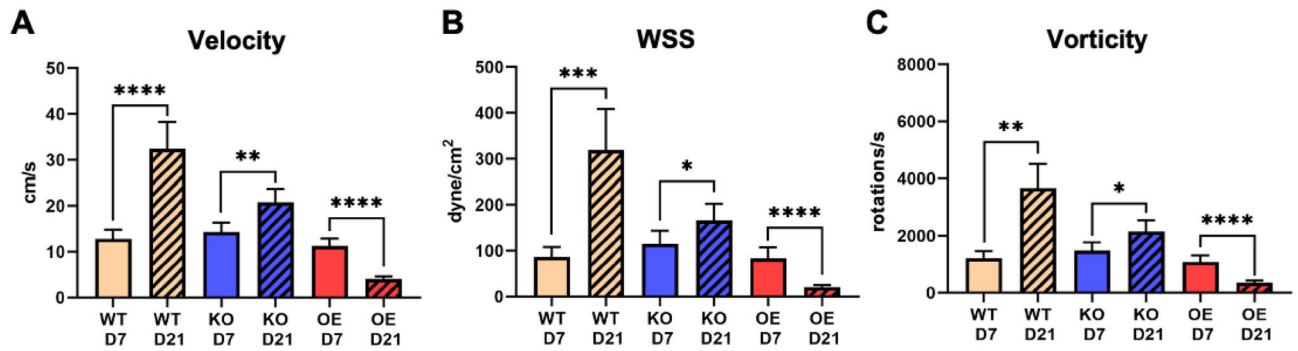 A
Velocity
cm/s
50
40
30
20
10
0
****
**
****
WT WT KO KO OE OE
D7 D21 D7 D21 D7 D21
B
WSS
dyne/cm²
500
400
300
200
100
0
***
*
****
WT WT KO KO OE OE
D7 D21 D7 D21 D7 D21
C
Vorticity
rotations/s
8000
6000
4000
2000
0
**
*
****
WT WT KO KO OE OE
D7 D21 D7 D21 D7 D21